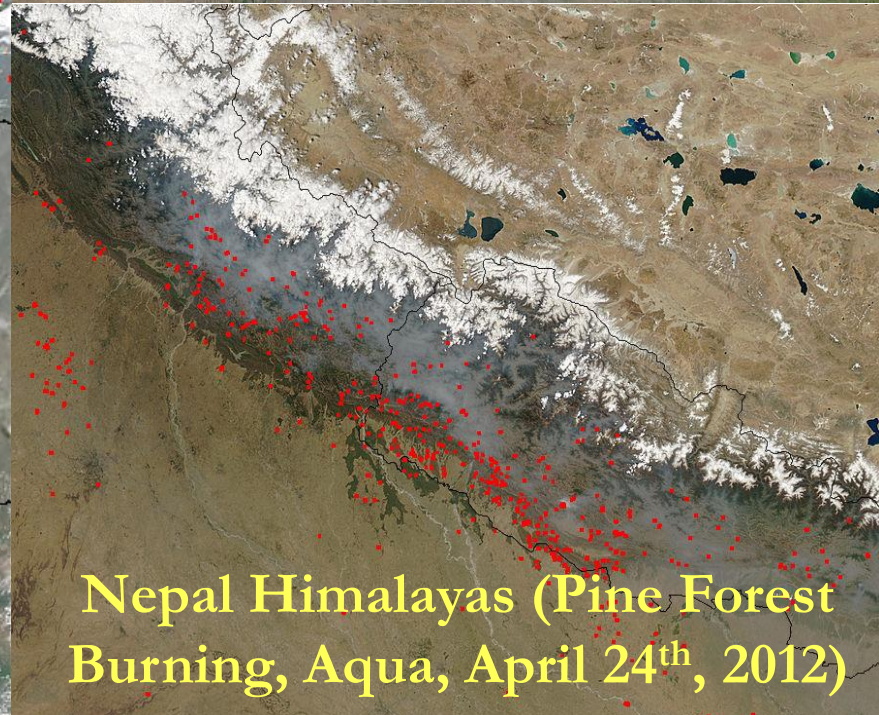 Nepal Himalayas (Pine Forest
Burning, Aqua, April 24th, 2012)